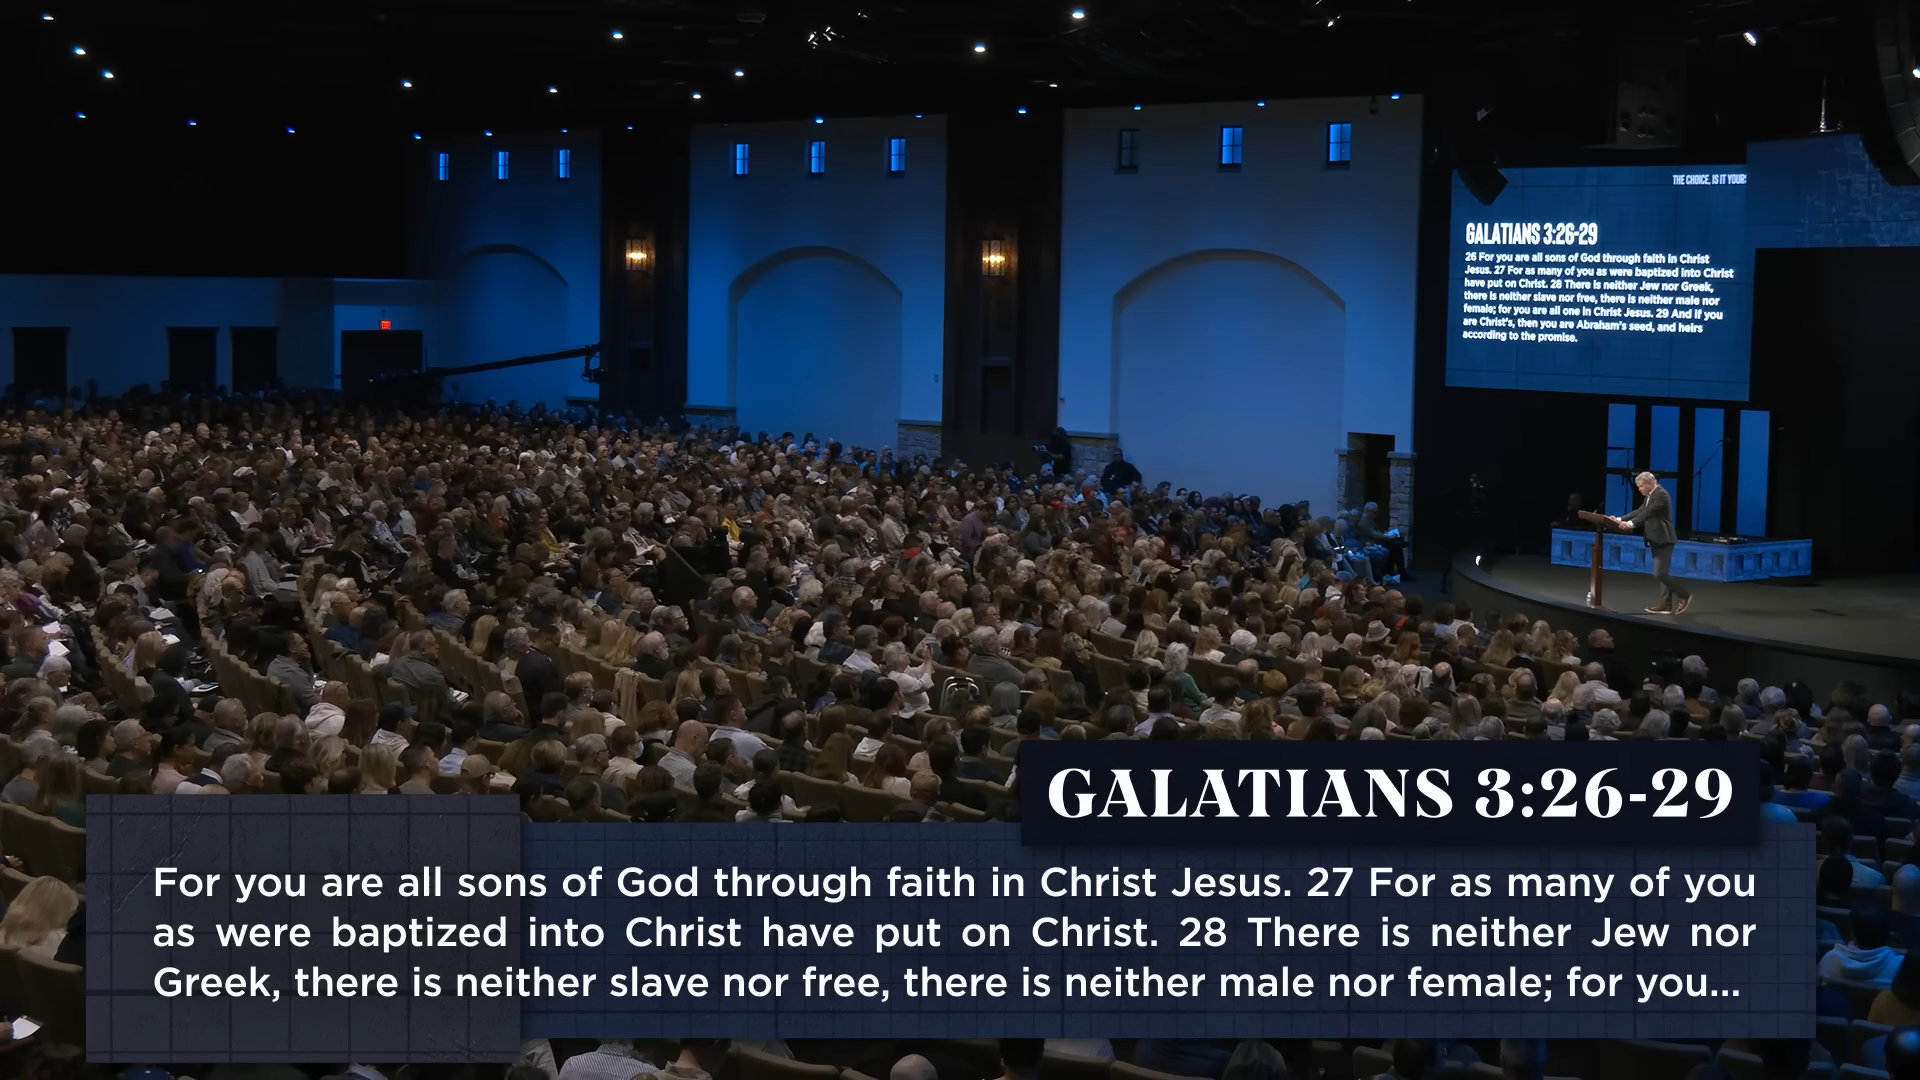 THE CHOICE, IS IT YOURS
GALATIANS 3:26-29
26 For you are all sons of God through faith in Christ
Jesus. 27 For as many of you as were baptized into Christ
have put on Christ. 28 There is neither Jew nor Greek,
there is neither slave nor free, there is neither male nor
female; for you are all one in Christ Jesus. 29 And if you
are Christ's, then you are Abraham's seed, and heirs
according to the promise.
GALATIANS 3:26-29
For you are all sons of God through faith in Christ Jesus. 27 For as many of you
as were baptized into Christ have put on Christ. 28 There is neither Jew nor
Greek, there is neither slave nor free, there is neither male nor female; for you...